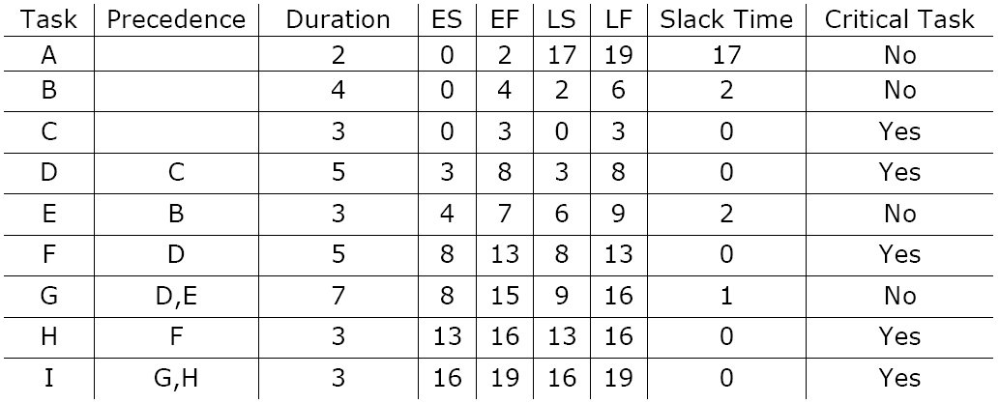 Task Precedence Duration ES EF LS LF Slack Time Critical Task
A 2 0 2 17 19 17 No
B 4 0 4 2 6 2 No
C 3 0 3 0 3 0 Yes
D C 5 3 8 3 8 0 Yes
E B 3 4 7 6 9 2 No
F D 5 8 13 8 13 0 Yes
G D,E 7 8 15 9 16 1 No
H F 3 13 16 13 16 0 Yes
I G,H 3 16 19 16 19 0 Yes